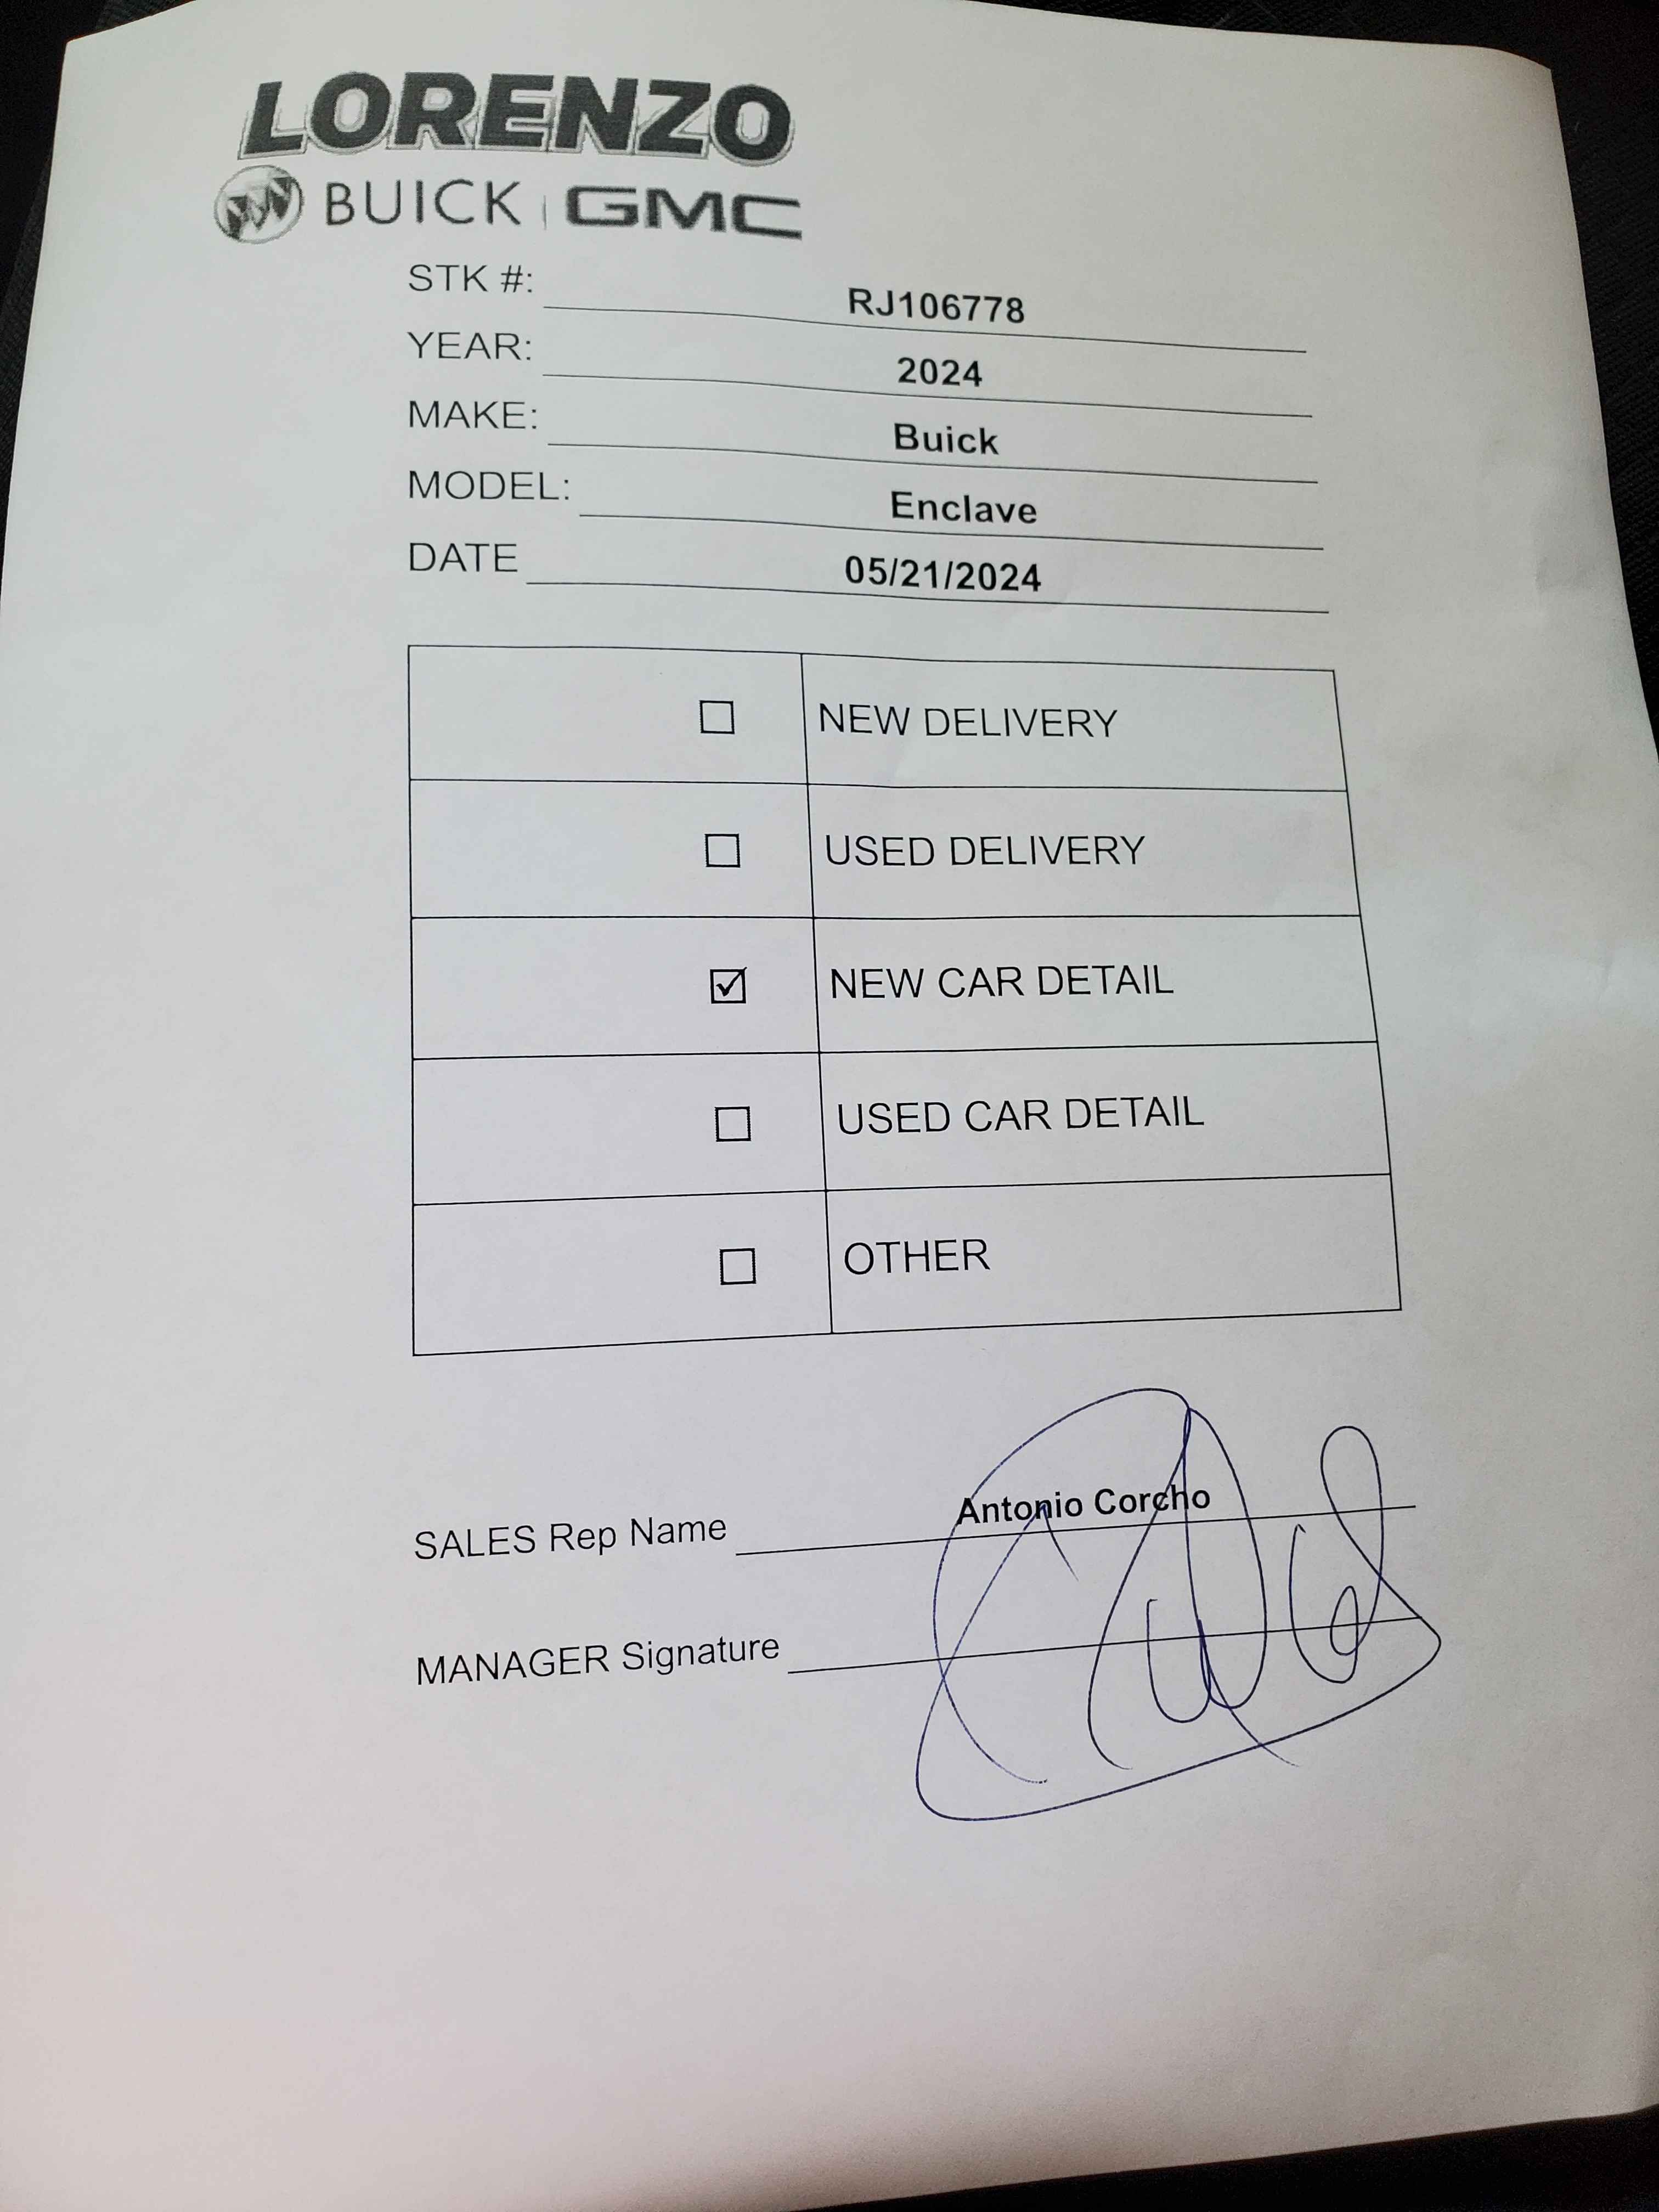 LORENZO
BUICK | GMC
STK #: RJ106778
YEAR: 2024
MAKE: Buick
MODEL: Enclave
DATE 05/21/2024
☐ NEW DELIVERY
☐ USED DELIVERY
☑ NEW CAR DETAIL
☐ USED CAR DETAIL
☐ OTHER
SALES Rep Name Antonio Corcho
MANAGER Signature